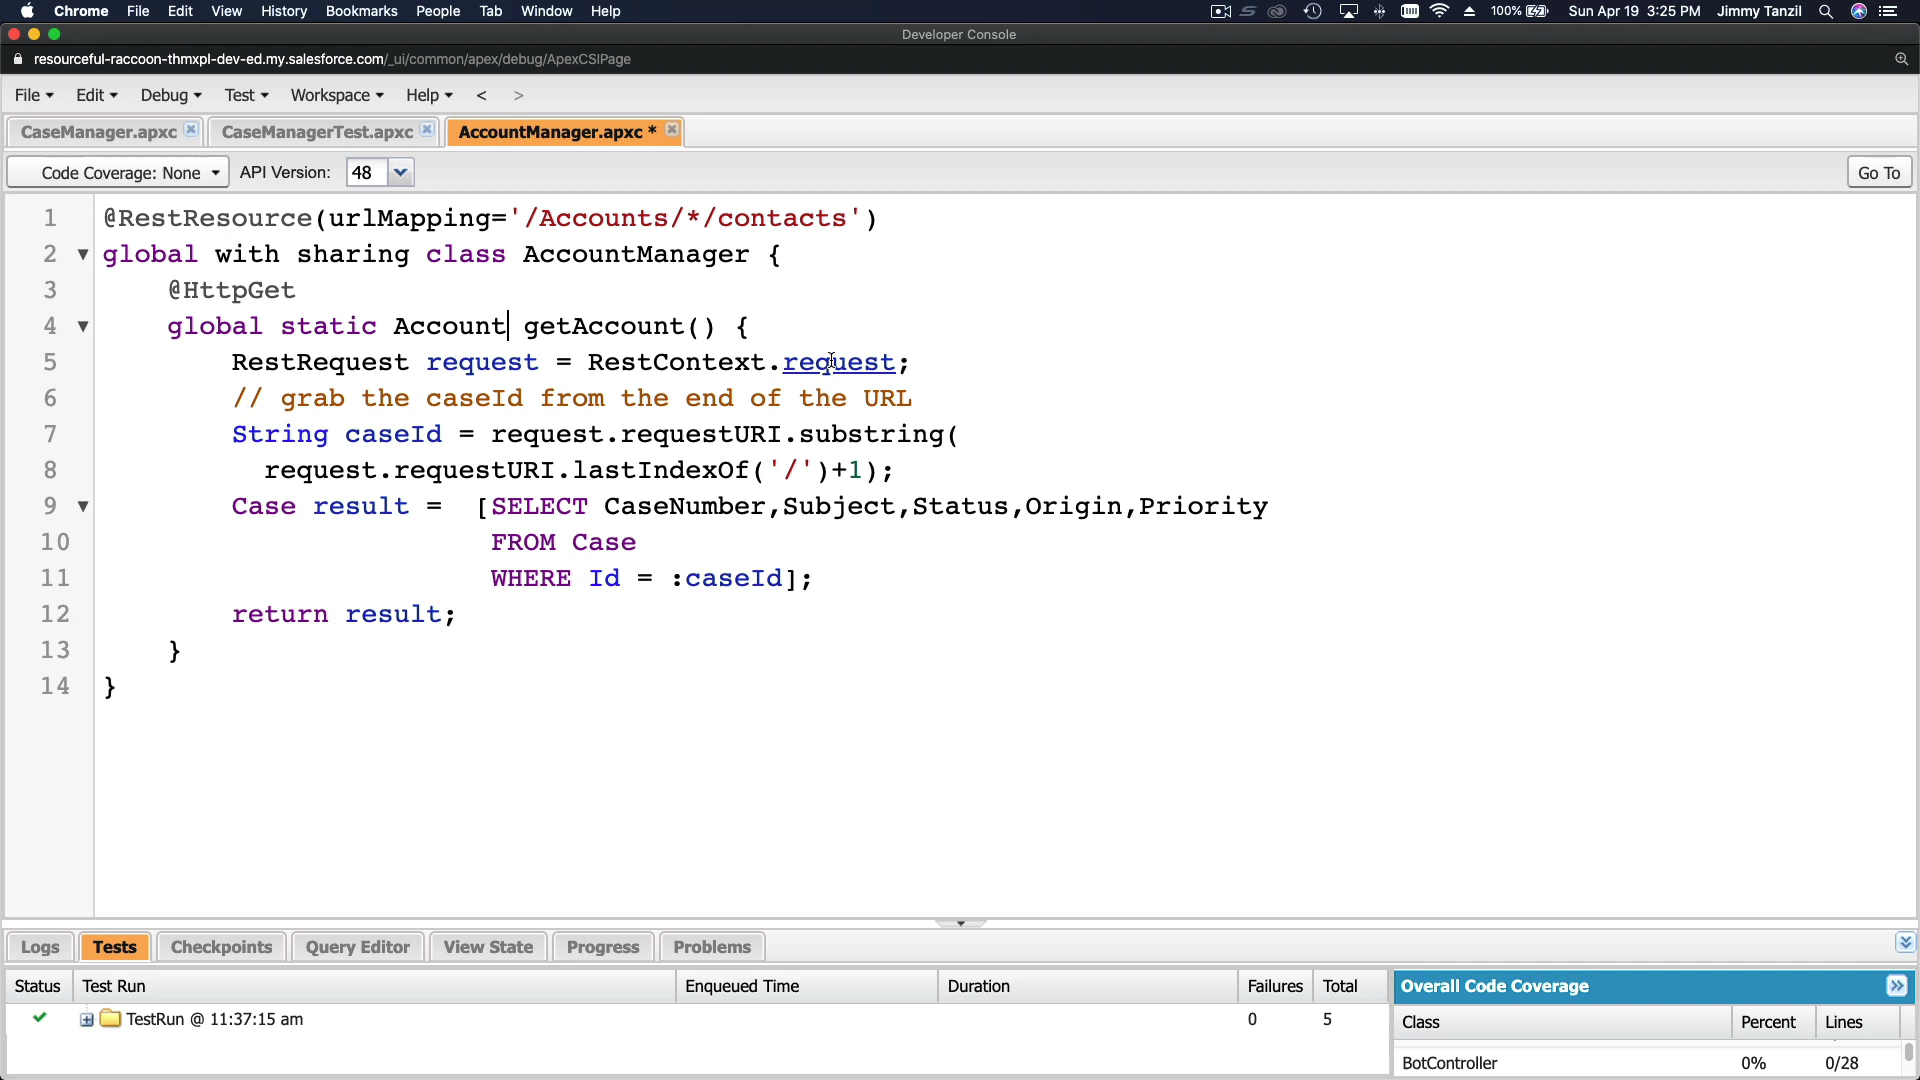 Chrome File Edit View History Bookmarks People Tab Window Help 100% Sun Apr 19 3:25 PM Jimmy Tanzil
Developer Console
resourceful-raccoon-thmxpl-dev-ed.my.salesforce.com/_ui/common/apex/debug/ApexCSIPage
File Edit Debug Test Workspace Help < >
CaseManager.apxc CaseManagerTest.apxc AccountManager.apxc *
Code Coverage: None API Version: 48 Go To
1 @RestResource(urlMapping='/Accounts/*/contacts')
2 global with sharing class AccountManager {
3 @HttpGet
4 global static Account getAccount() {
5 RestRequest request = RestContext.request;
6 // grab the caseId from the end of the URL
7 String caseId = request.requestURI.substring(
8 request.requestURI.lastIndexOf('/')+1);
9 Case result = [SELECT CaseNumber,Subject,Status,Origin,Priority
10 FROM Case
11 WHERE Id = :caseId];
12 return result;
13 }
14 }
Logs Tests Checkpoints Query Editor View State Progress Problems
Status Test Run Enqueued Time Duration Failures Total Overall Code Coverage
TestRun @ 11:37:15 am 0 5 Class Percent Lines
BotController 0% 0/28